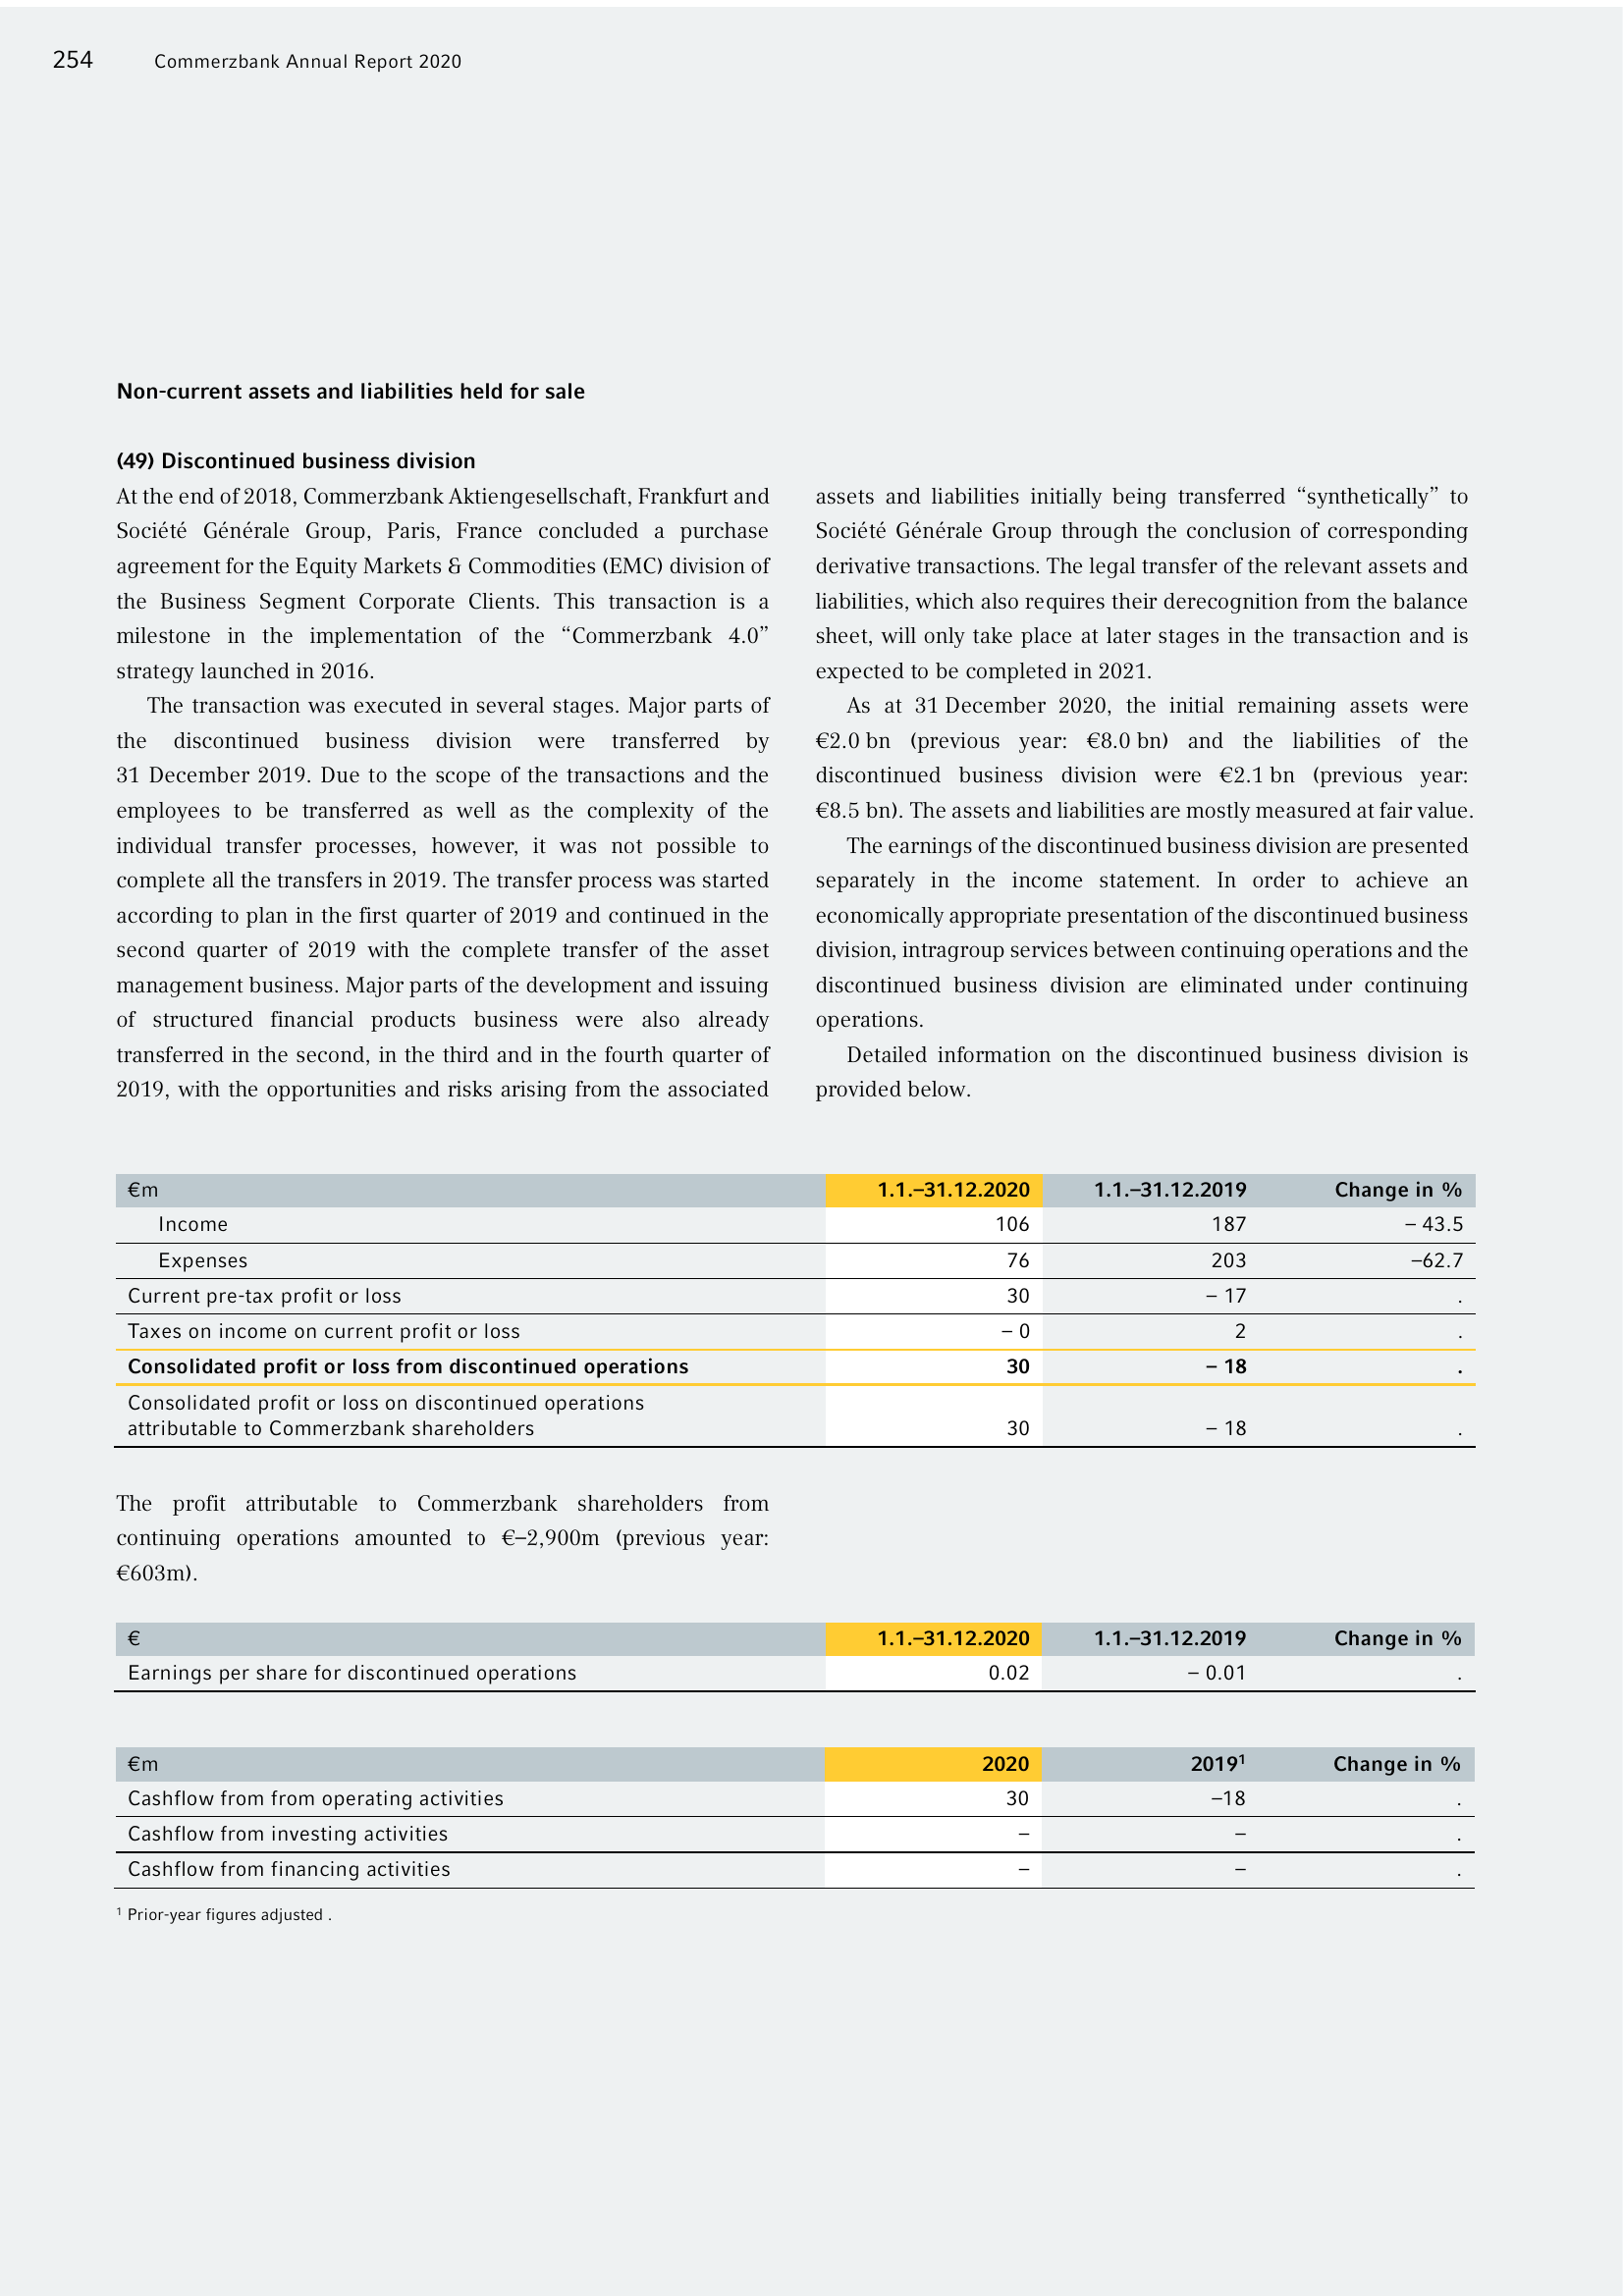 254 Commerzbank Annual Report 2020
Non-current assets and liabilities held for sale
(49) Discontinued business division
At the end of 2018, Commerzbank Aktiengesellschaft, Frankfurt and
Société Générale Group, Paris, France concluded a purchase
agreement for the Equity Markets & Commodities (EMC) division of
the Business Segment Corporate Clients. This transaction is a
milestone in the implementation of the “Commerzbank 4.0”
strategy launched in 2016.
The transaction was executed in several stages. Major parts of
the discontinued business division were transferred by
31 December 2019. Due to the scope of the transactions and the
employees to be transferred as well as the complexity of the
individual transfer processes, however, it was not possible to
complete all the transfers in 2019. The transfer process was started
according to plan in the first quarter of 2019 and continued in the
second quarter of 2019 with the complete transfer of the asset
management business. Major parts of the development and issuing
of structured financial products business were also already
transferred in the second, in the third and in the fourth quarter of
2019, with the opportunities and risks arising from the associated
assets and liabilities initially being transferred “synthetically” to
Société Générale Group through the conclusion of corresponding
derivative transactions. The legal transfer of the relevant assets and
liabilities, which also requires their derecognition from the balance
sheet, will only take place at later stages in the transaction and is
expected to be completed in 2021.
As at 31 December 2020, the initial remaining assets were
€2.0 bn (previous year: €8.0 bn) and the liabilities of the
discontinued business division were €2.1 bn (previous year:
€8.5 bn). The assets and liabilities are mostly measured at fair value.
The earnings of the discontinued business division are presented
separately in the income statement. In order to achieve an
economically appropriate presentation of the discontinued business
division, intragroup services between continuing operations and the
discontinued business division are eliminated under continuing
operations.
Detailed information on the discontinued business division is
provided below.
€m 1.1.–31.12.2020 1.1.–31.12.2019 Change in %
Income 106 187 – 43.5
Expenses 76 203 –62.7
Current pre-tax profit or loss 30 – 17 .
Taxes on income on current profit or loss – 0 2 .
Consolidated profit or loss from discontinued operations 30 – 18 .
Consolidated profit or loss on discontinued operations
attributable to Commerzbank shareholders 30 – 18 .
The profit attributable to Commerzbank shareholders from
continuing operations amounted to €–2,900m (previous year:
€603m).
€ 1.1.–31.12.2020 1.1.–31.12.2019 Change in %
Earnings per share for discontinued operations 0.02 – 0.01 .
€m 2020 2019¹ Change in %
Cashflow from from operating activities 30 –18 .
Cashflow from investing activities – – .
Cashflow from financing activities – – .
¹ Prior-year figures adjusted .